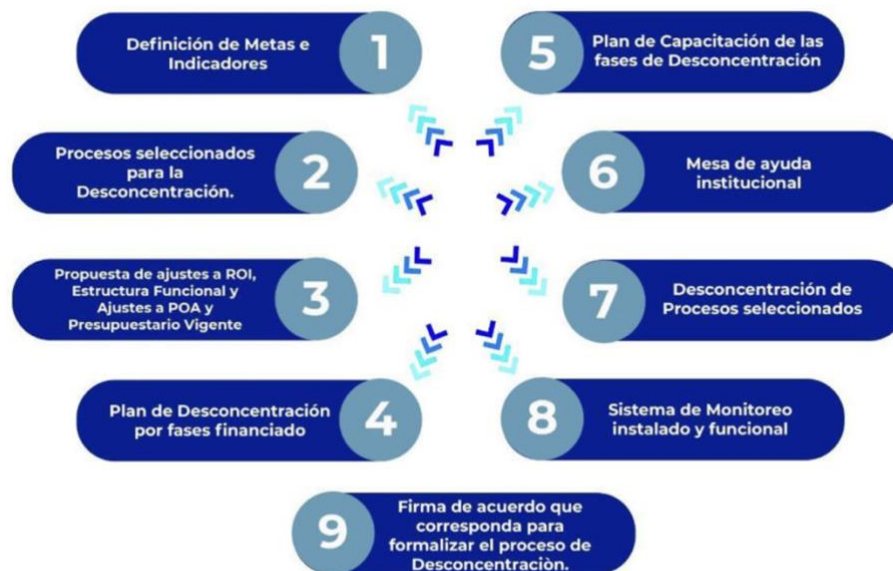 Definición de Metas e
Indicadores
1
Procesos seleccionados
para la
Desconcentración.
2
Propuesta de ajustes a ROI,
Estructura Funcional y
Ajustes a POA y
Presupuestario Vigente
3
Plan de Desconcentración
por fases financiado
4
5
Plan de Capacitación de las
fases de Desconcentración
6
Mesa de ayuda
institucional
7
Desconcentración de
Procesos seleccionados
8
Sistema de Monitoreo
instalado y funcional
9
Firma de acuerdo que
corresponda para
formalizar el proceso de
Desconcentraciòn.